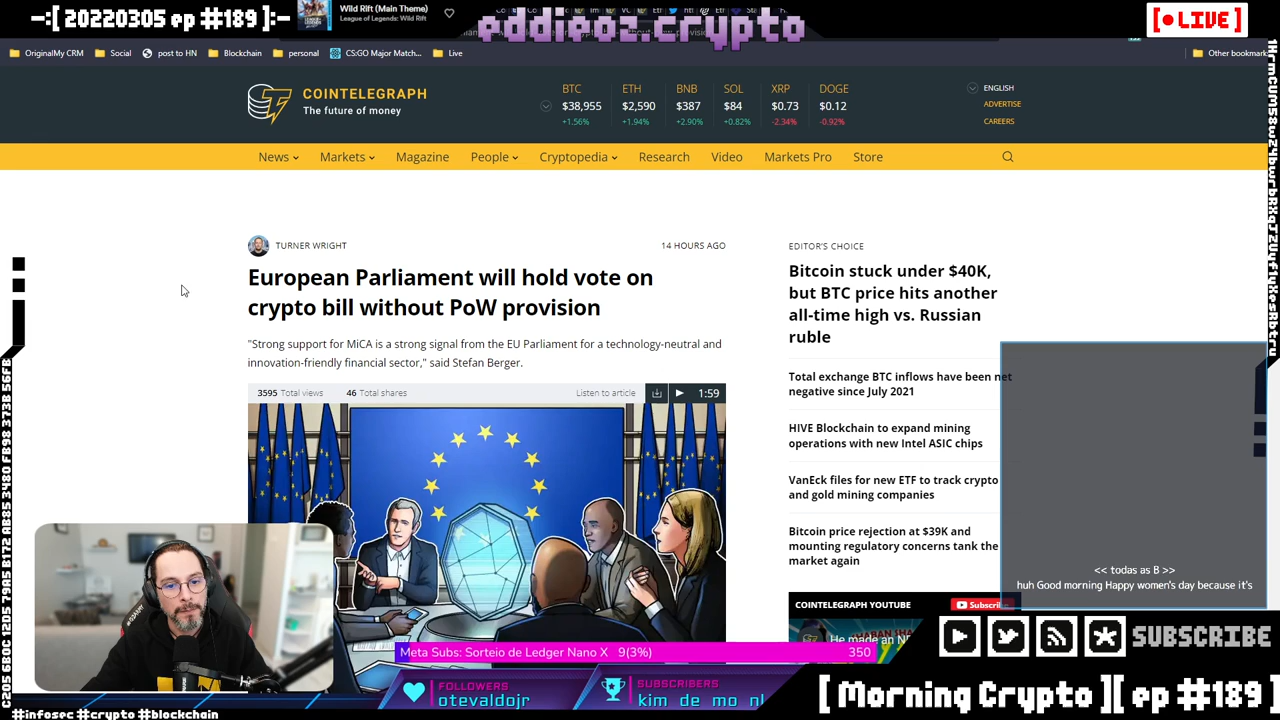 -:[ 20220305 ep #189 ]:-
Wild Rift (Main Theme)
League of Legends: Wild Rift
eddieoz.crypto
[ LIVE ]
OriginalMy CRM
Social
post to HN
Blockchain
personal
CS:GO Major Match...
Live
Other bookmark
COINTELEGRAPH
The future of money
BTC ETH BNB SOL XRP DOGE
$38,955 $2,590 $387 $84 $0.73 $0.12
+1.56% +1.94% +2.90% +0.82% -2.34% -0.92%
ENGLISH
ADVERTISE
CAREERS
News Markets Magazine People Cryptopedia Research Video Markets Pro Store
TURNER WRIGHT
14 HOURS AGO
European Parliament will hold vote on
crypto bill without PoW provision
"Strong support for MiCA is a strong signal from the EU Parliament for a technology-neutral and
innovation-friendly financial sector," said Stefan Berger.
3595 Total views 46 Total shares Listen to article 1:59
EDITOR'S CHOICE
Bitcoin stuck under $40K,
but BTC price hits another
all-time high vs. Russian
ruble
Total exchange BTC inflows have been net
negative since July 2021
HIVE Blockchain to expand mining
operations with new Intel ASIC chips
VanEck files for new ETF to track crypto
and gold mining companies
Bitcoin price rejection at $39K and
mounting regulatory concerns tank the
market again
COINTELEGRAPH YOUTUBE
He made an
<< todas as B >>
huh Good morning Happy women's day because it's
Meta Subs: Sorteio de Ledger Nano X 9(3%) 350
FOLLOWERS
otevaldojr
SUBSCRIBERS
kim de mo nl
SUBSCRIBE
[ Morning Crypto ][ ep #189 ]
#infosec #crypto #blockchain